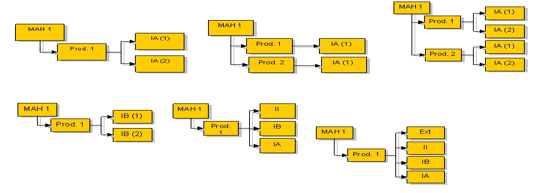 MAH 1
Prod. 1
IA (1)
IA (2)
MAH 1
Prod. 1
IA (1)
Prod. 2
IA (1)
MAH 1
Prod. 1
IA (1)
IA (2)
Prod. 2
IA (1)
IA (2)
MAH 1
Prod. 1
IB (1)
IB (2)
MAH 1
Prod.
1
II
IB
IA
MAH 1
Prod. 1
Ext
II
IB
IA